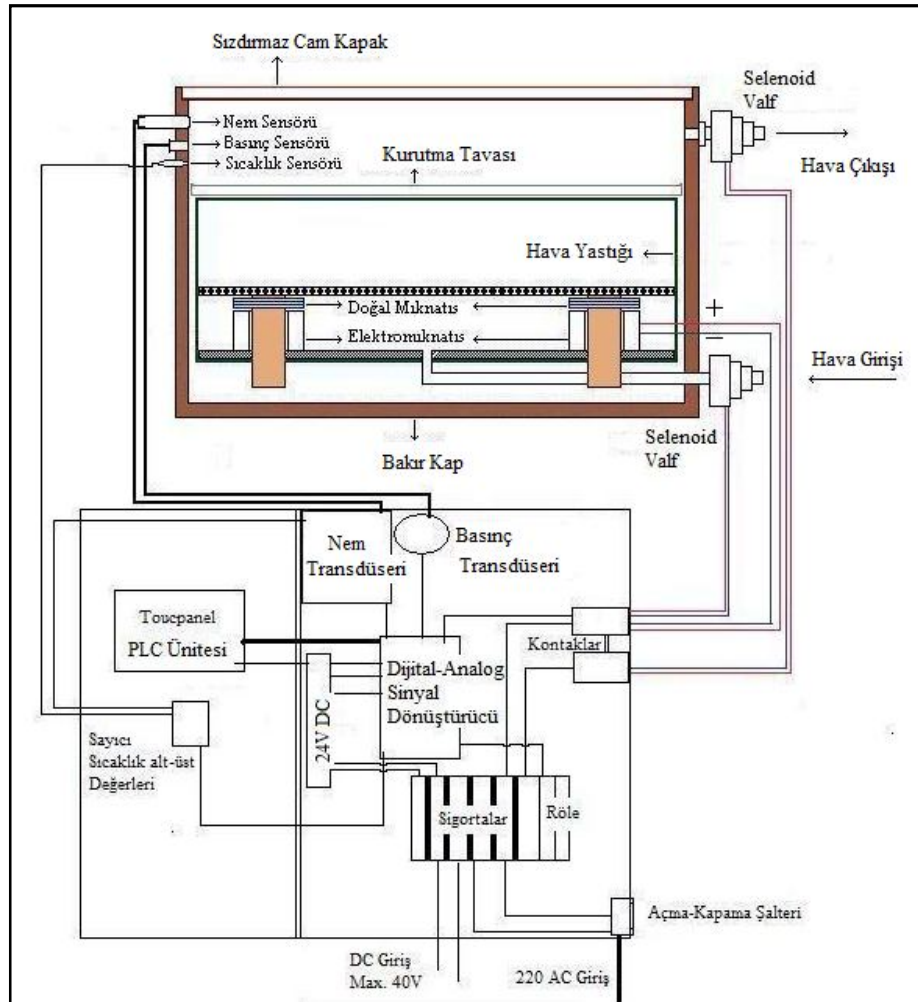 Sızdırmaz Cam Kapak
Selenoid
Valf
Nem Sensörü
Basınç Sensörü
Sıcaklık Sensörü
Kurutma Tavası
Hava Çıkışı
Hava Yastığı
Doğal Mıknatıs
Elektromıknatıs
+
−
Hava Girişi
Selenoid
Valf
Bakır Kap
Nem
Transdüseri
Basınç
Transdüseri
Toucpanel
PLC Ünitesi
Kontaklar
Dijital-Analog
Sinyal
Dönüştürücü
24V DC
Sayıcı
Sıcaklık alt-üst
Değerleri
Sigortalar
Röle
Açma-Kapama Şalteri
DC Giriş
Max. 40V
220 AC Giriş